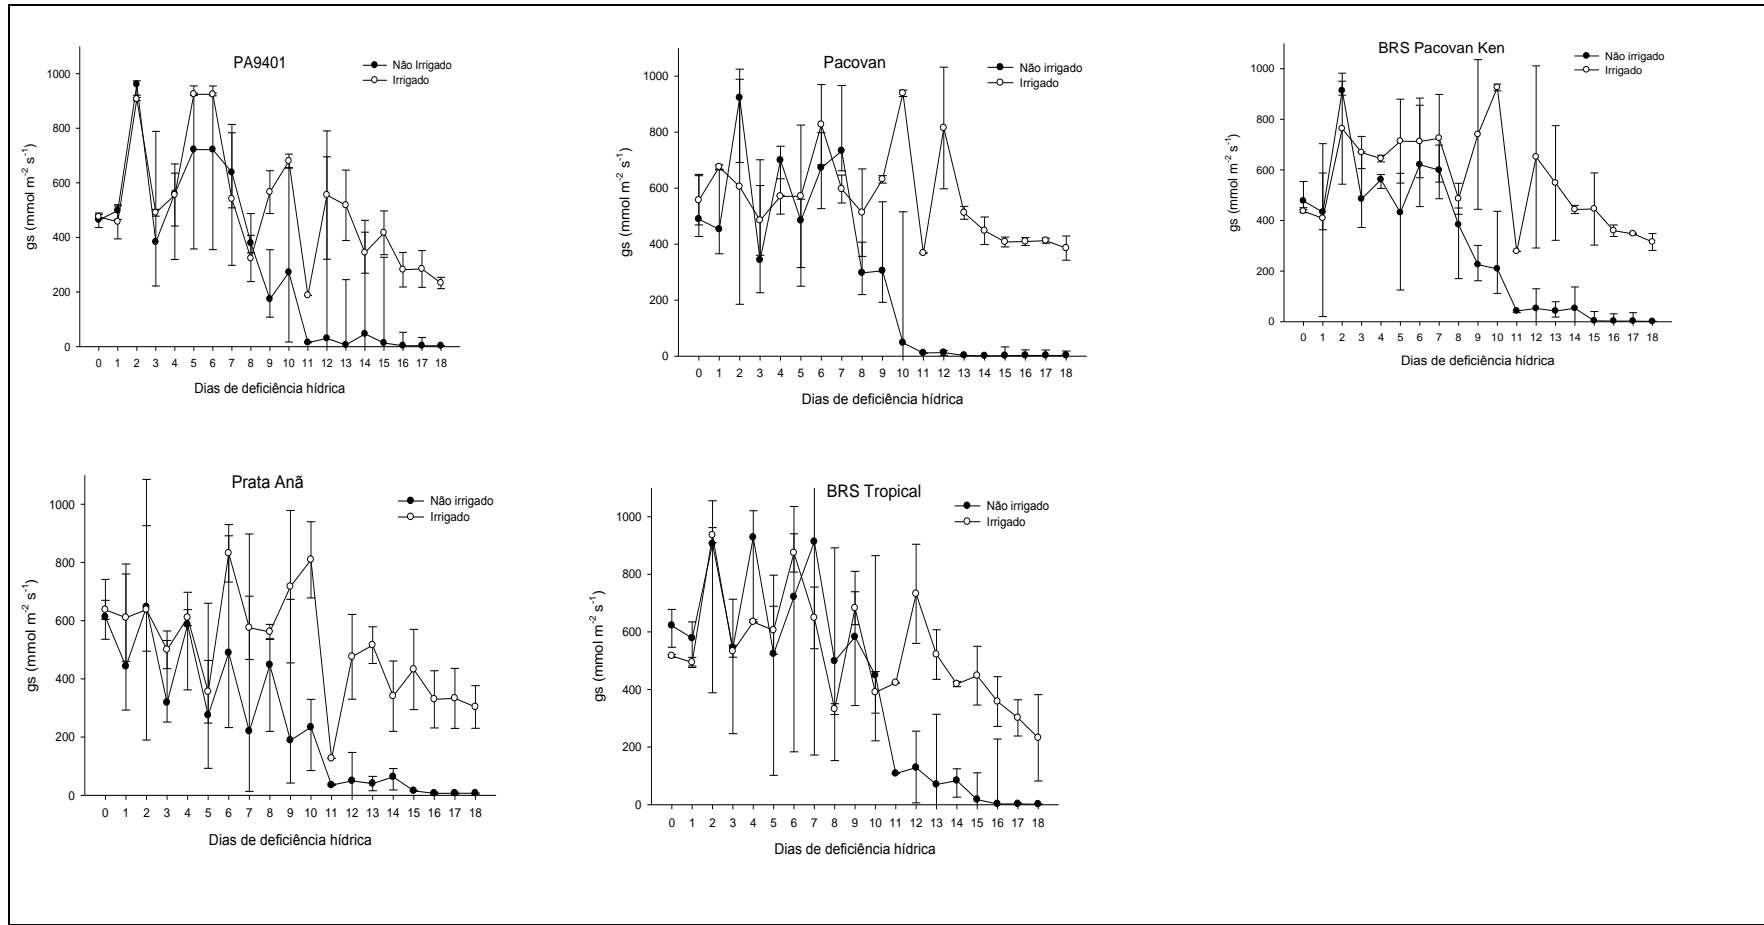 PA9401
Não Irrigado
Irrigado
gs (mmol m-2 s-1)
1000
800
600
400
200
0
0 1 2 3 4 5 6 7 8 9 10 11 12 13 14 15 16 17 18
Dias de deficiência hídrica
Pacovan
Não irrigado
Irrigado
gs (mmol m-2 s-1)
1000
800
600
400
200
0
0 1 2 3 4 5 6 7 8 9 10 11 12 13 14 15 16 17 18
Dias de deficiência hídrica
BRS Pacovan Ken
Não irrigado
Irrigado
gs (mmol m-2 s-1)
1000
800
600
400
200
0
0 1 2 3 4 5 6 7 8 9 10 11 12 13 14 15 16 17 18
Dias de deficiência hídrica
Prata Anã
Não irrigado
Irrigado
gs (mmol m-2 s-1)
1000
800
600
400
200
0
0 1 2 3 4 5 6 7 8 9 10 11 12 13 14 15 16 17 18
Dias de deficiência hídrica
BRS Tropical
Não irrigado
Irrigado
gs (mmol m-2 s-1)
1000
800
600
400
200
0
0 1 2 3 4 5 6 7 8 9 10 11 12 13 14 15 16 17 18
Dias de deficiência hídrica